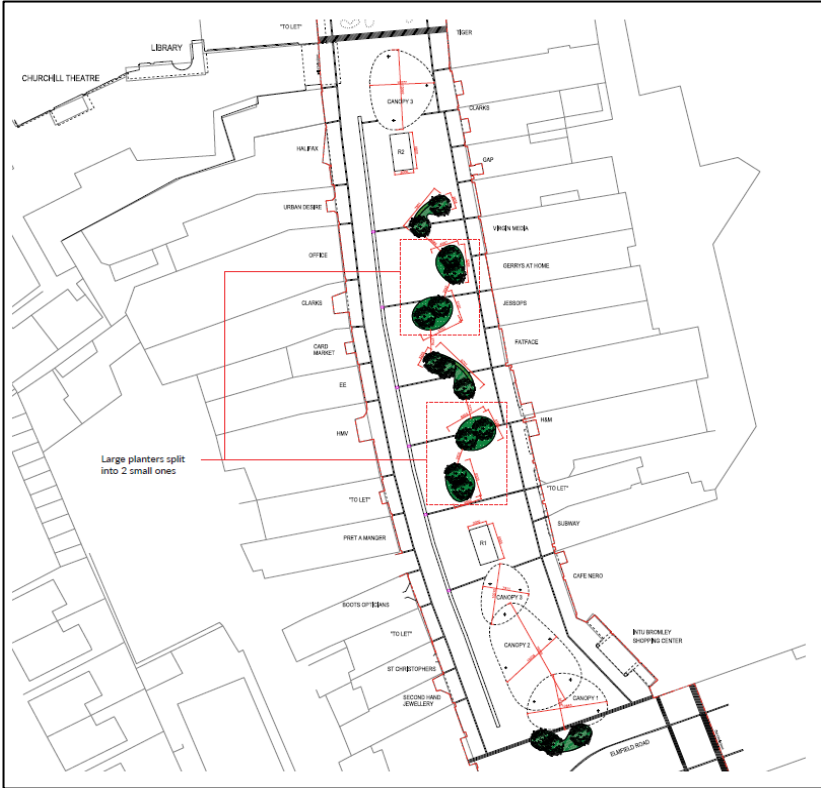 "TO LET"
TIGER
LIBRARY
CHURCHILL THEATRE
CANOPY 3
CLARKS
HALIFAX
R2
GAP
URBAN DESIRE
VIRGIN MEDIA
OFFICE
GERRYS AT HOME
CLARKS
JESSOPS
CARD
MARKET
FATFACE
EE
HMV
H&M
Large planters split
into 2 small ones
"TO LET"
"TO LET"
SUBWAY
PRET A MANGER
R1
CAFE NERO
CANOPY 3
BOOTS OPTICIANS
"TO LET"
CANOPY 2
INTU BROMLEY
SHOPPING CENTER
ST CHRISTOPHERS
SECOND HAND
JEWELLERY
CANOPY 1
ELMFIELD ROAD